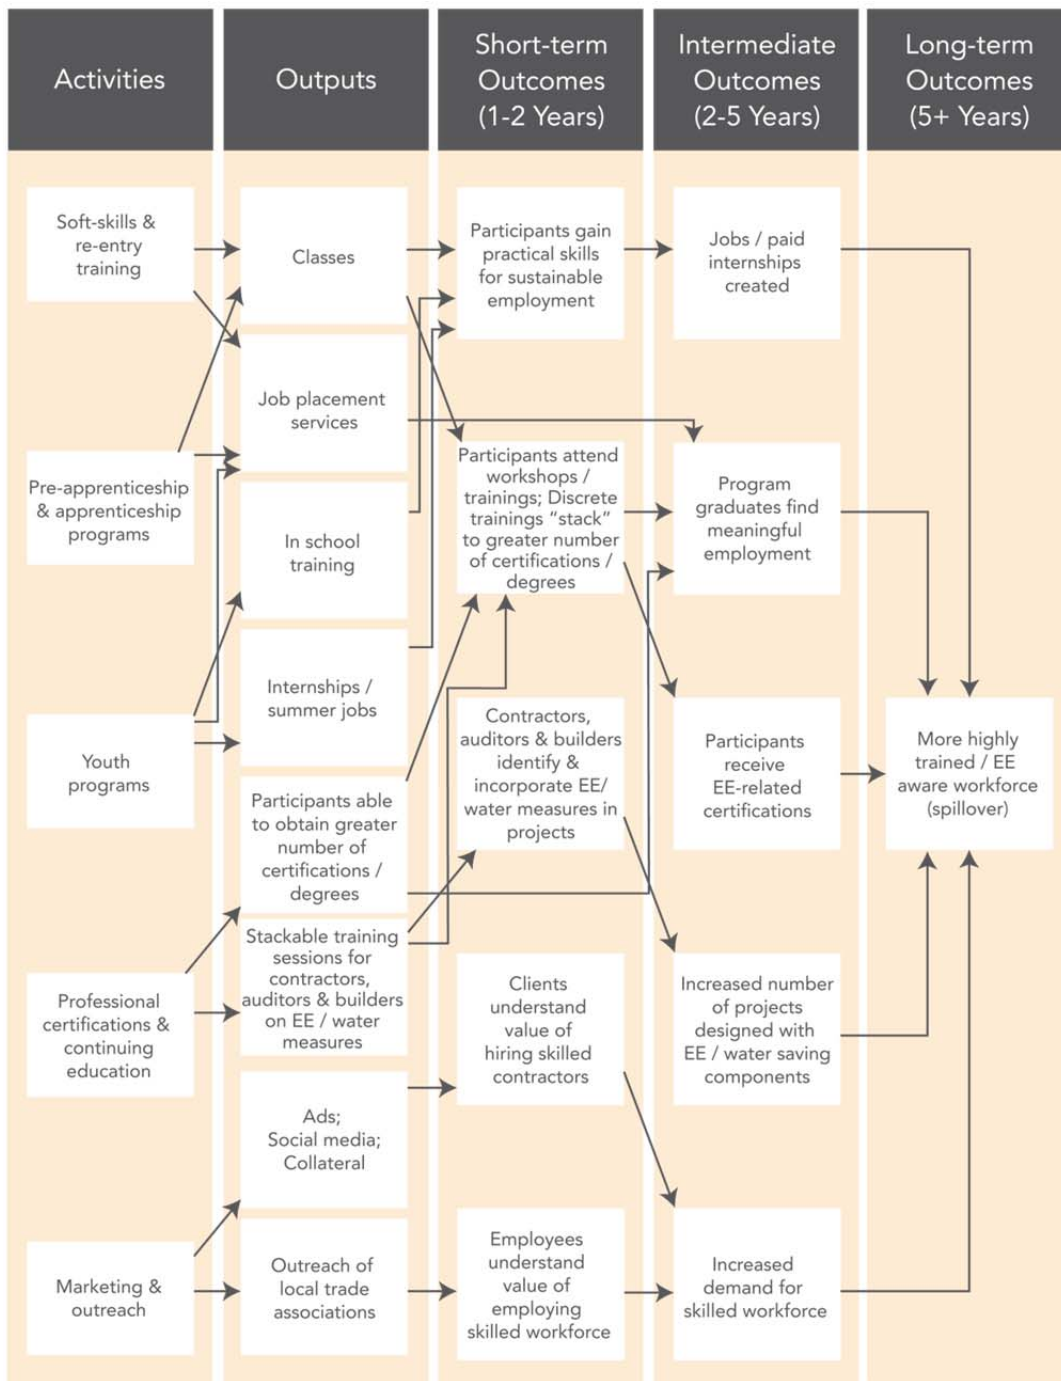 Activities
Outputs
Short-term
Outcomes
(1-2 Years)
Intermediate
Outcomes
(2-5 Years)
Long-term
Outcomes
(5+ Years)
Soft-skills &
re-entry
training
Pre-apprenticeship
& apprenticeship
programs
Youth
programs
Professional
certifications &
continuing
education
Marketing &
outreach
Classes
Job placement
services
In school
training
Internships /
summer jobs
Participants able
to obtain greater
number of
certifications /
degrees
Stackable training
sessions for
contractors,
auditors & builders
on EE / water
measures
Ads;
Social media;
Collateral
Outreach of
local trade
associations
Participants gain
practical skills
for sustainable
employment
Participants attend
workshops /
trainings; Discrete
trainings “stack”
to greater number
of certifications /
degrees
Contractors,
auditors & builders
identify &
incorporate EE/
water measures in
projects
Clients
understand
value of
hiring skilled
contractors
Employees
understand
value of
employing
skilled workforce
Jobs / paid
internships
created
Program
graduates find
meaningful
employment
Participants
receive
EE-related
certifications
Increased number
of projects
designed with
EE / water saving
components
Increased
demand for
skilled workforce
More highly
trained / EE
aware workforce
(spillover)